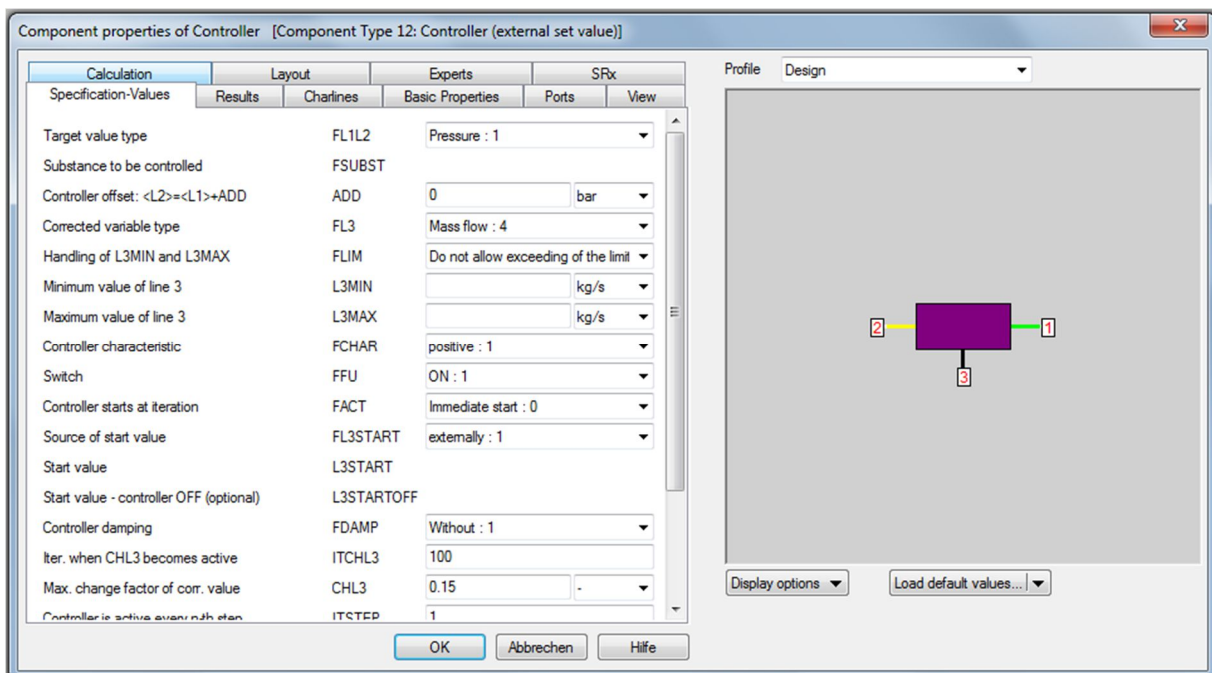 Component properties of Controller [Component Type 12: Controller (external set value)]
Calculation Layout Experts SRx
Specification-Values Results Charlines Basic Properties Ports View
Profile Design
Target value type FL1L2 Pressure : 1
Substance to be controlled FSUBST
Controller offset: <L2>=<L1>+ADD ADD 0 bar
Corrected variable type FL3 Mass flow : 4
Handling of L3MIN and L3MAX FLIM Do not allow exceeding of the limit
Minimum value of line 3 L3MIN kg/s
Maximum value of line 3 L3MAX kg/s
Controller characteristic FCHAR positive : 1
Switch FFU ON : 1
Controller starts at iteration FACT Immediate start : 0
Source of start value FL3START externally : 1
Start value L3START
Start value - controller OFF (optional) L3STARTOFF
Controller damping FDAMP Without : 1
Iter. when CHL3 becomes active ITCHL3 100
Max. change factor of corr. value CHL3 0.15 -
Controller is active every n-th step ITSTEP 1
2 1
3
Display options Load default values...
OK Abbrechen Hilfe